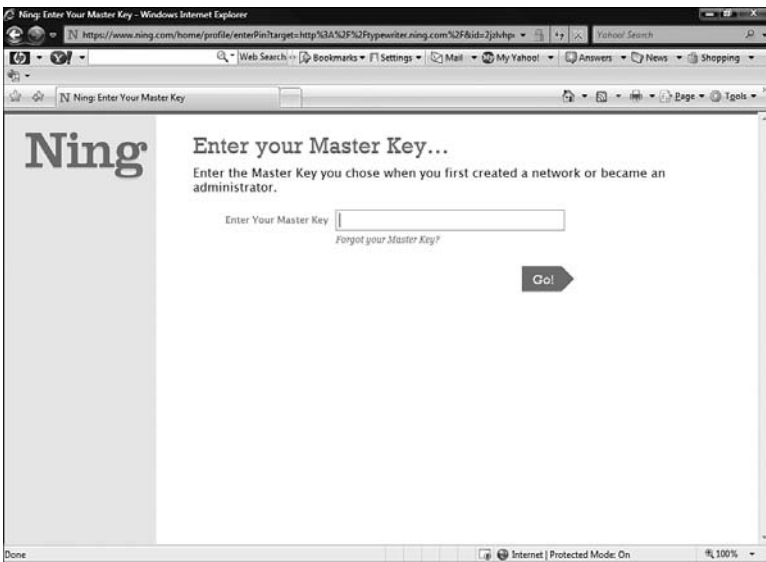 Ning: Enter Your Master Key - Windows Internet Explorer
N https://www.ning.com/home/profile/enterPin?target=http%3A%2F%2Ftypewriter.ning.com%2F&id=2jzlvhp Yahoo! Search
hp Y! Web Search Bookmarks Settings Mail My Yahoo! Answers News Shopping
N Ning: Enter Your Master Key Page Tools
Ning
Enter your Master Key...
Enter the Master Key you chose when you first created a network or became an
administrator.
Enter Your Master Key
Forgot your Master Key?
Go!
Done Internet | Protected Mode: On 100%